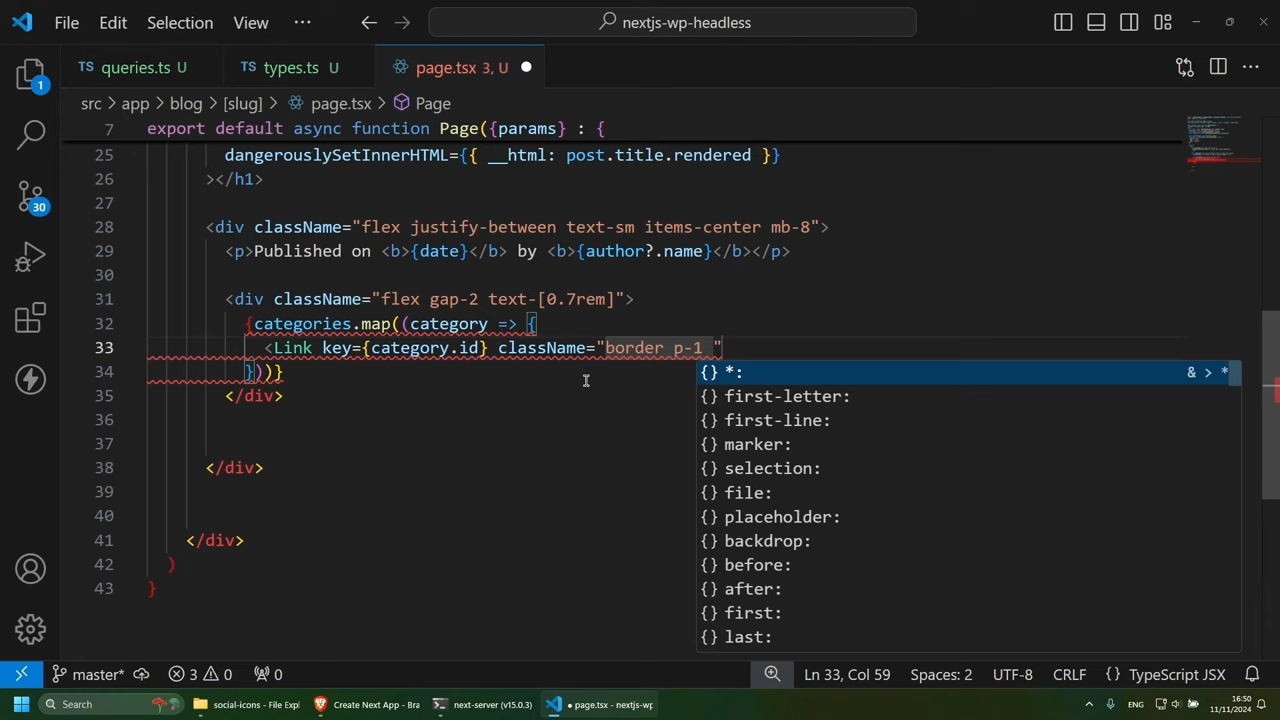 File Edit Selection View ··· nextjs-wp-headless
TS queries.ts U TS types.ts U page.tsx 3, U
src > app > blog > [slug] > page.tsx > Page
7 export default async function Page({params} : {
25 dangerouslySetInnerHTML={{ __html: post.title.rendered }}
26 ></h1>
27
28 <div className="flex justify-between text-sm items-center mb-8">
29 <p>Published on <b>{date}</b> by <b>{author?.name}</b></p>
30
31 <div className="flex gap-2 text-[0.7rem]">
32 {categories.map((category => {
33 <Link key={category.id} className="border p-1 "
34 }))}
35 </div>
36
37
38 </div>
39
40
41 </div>
42 )
43 }
{} *: & > *
{} first-letter:
{} first-line:
{} marker:
{} selection:
{} file:
{} placeholder:
{} backdrop:
{} before:
{} after:
{} first:
{} last:
1
30
master* 3 0 0 Ln 33, Col 59 Spaces: 2 UTF-8 CRLF {} TypeScript JSX
Search social-icons - File Expl Create Next App - Bra next-server (v15.0.3) • page.tsx - nextjs-wp 16:50
11/11/2024